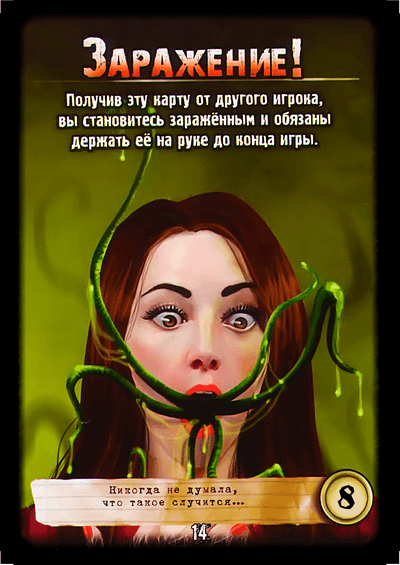 Заражение!
Получив эту карту от другого игрока,
вы становитесь заражённым и обязаны
держать её на руке до конца игры.
Никогда не думала,
что такое случится...
8
14